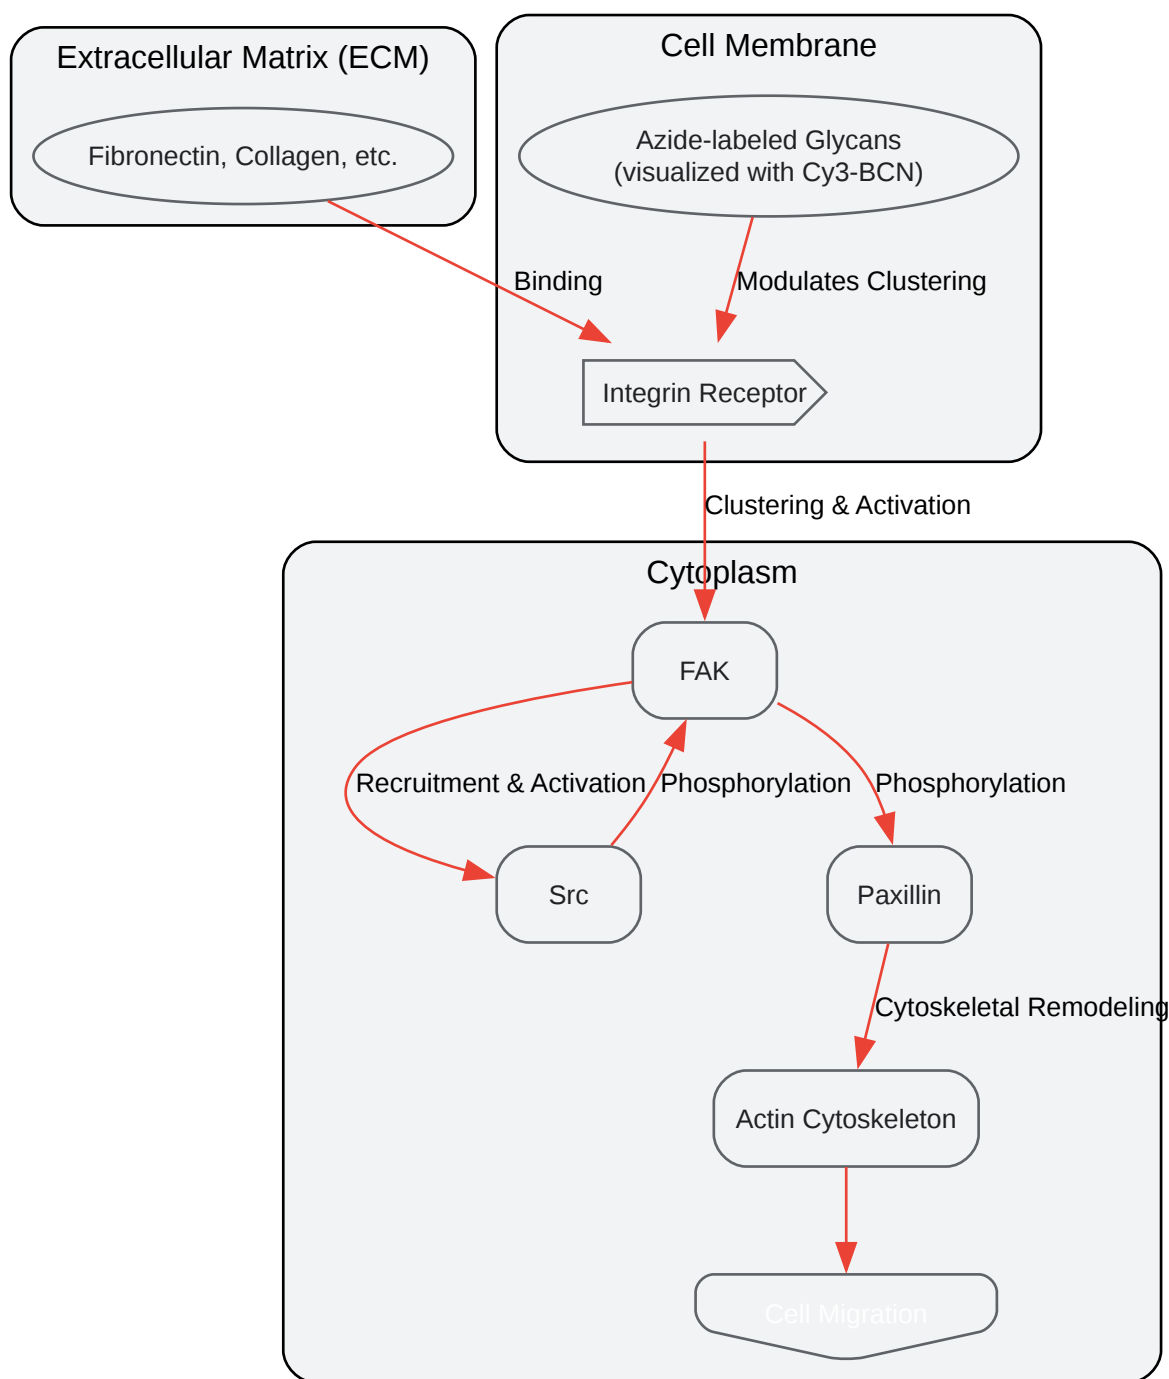 Extracellular Matrix (ECM)
Cell Membrane
Fibronectin, Collagen, etc.
Azide-labeled Glycans
(visualized with Cy3-BCN)
Binding
Modulates Clustering
Integrin Receptor
Clustering & Activation
Cytoplasm
FAK
Recruitment & Activation
Phosphorylation
Phosphorylation
Src
Paxillin
Cytoskeletal Remodeling
Actin Cytoskeleton
Cell Migration